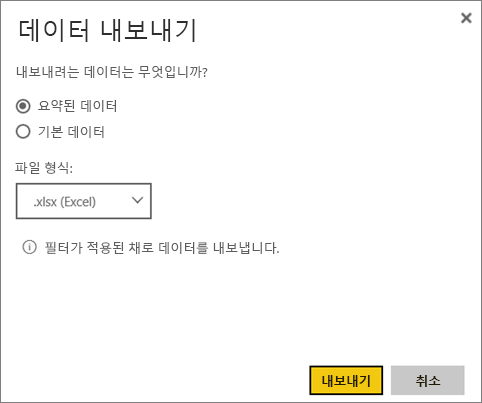 데이터 내보내기
내보내려는 데이터는 무엇입니까?
요약된 데이터
기본 데이터
파일 형식:
.xlsx (Excel)
필터가 적용된 채로 데이터를 내보냅니다.
내보내기 취소